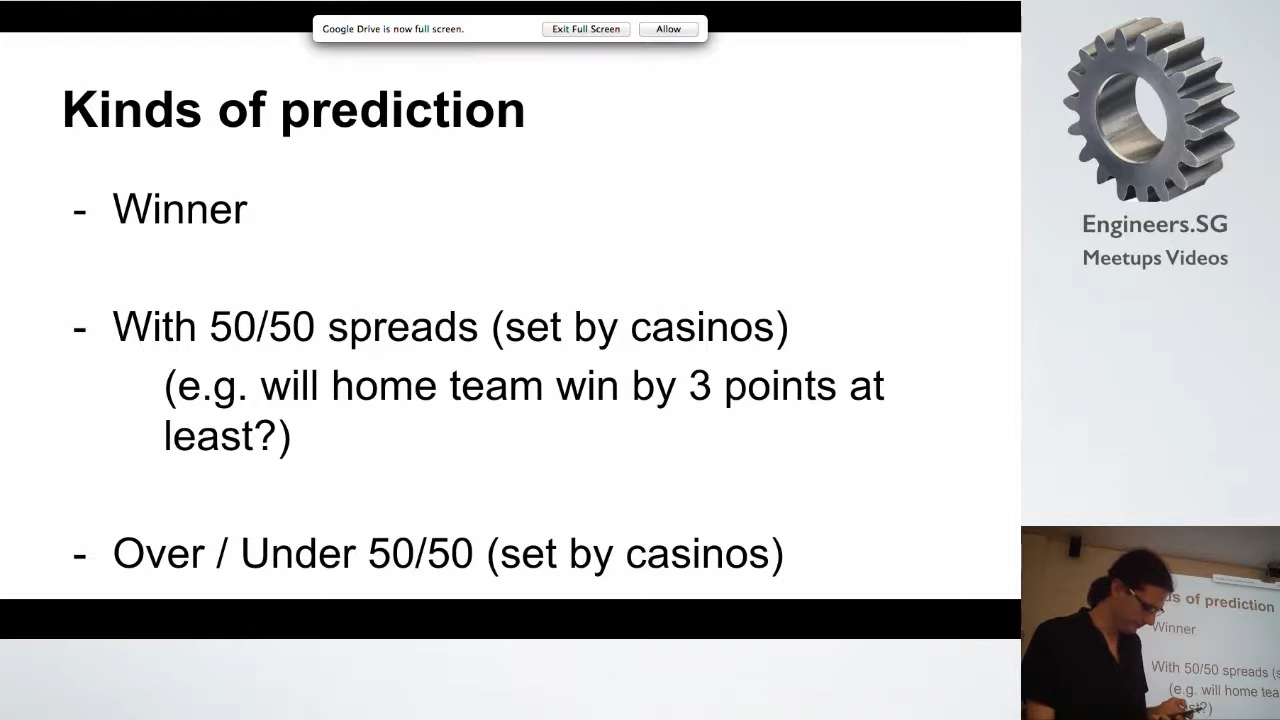 Google Drive is now full screen. Exit Full Screen Allow
Kinds of prediction
- Winner
- With 50/50 spreads (set by casinos)
(e.g. will home team win by 3 points at
least?)
- Over / Under 50/50 (set by casinos)
Engineers.SG
Meetups Videos
of prediction
Winner
With 50/50 spreads
(e.g. will home